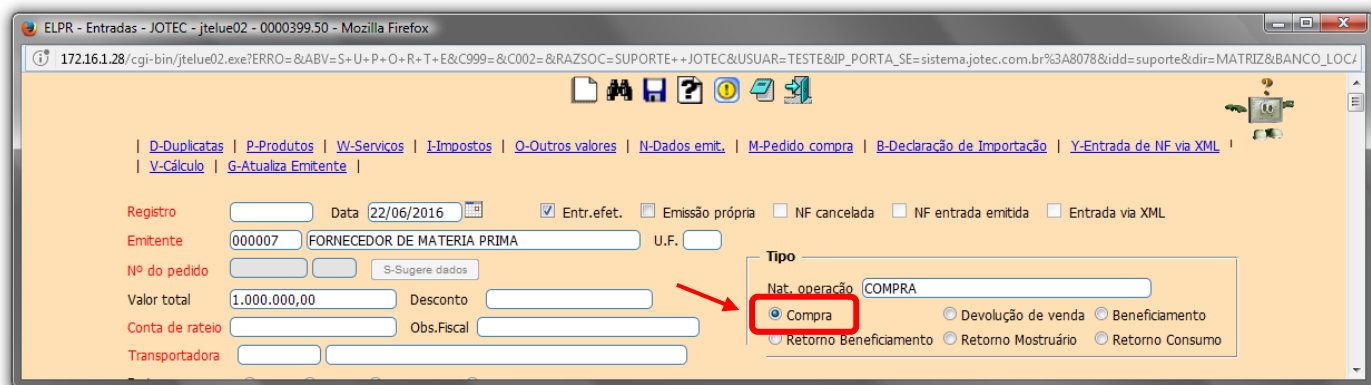 ELPR - Entradas - JOTEC - jtelue02 - 0000399.50 - Mozilla Firefox
172.16.1.28/cgi-bin/jtelue02.exe?ERRO=&ABV=S+U+P+O+R+T+E&C999=&C002=&RAZSOC=SUPORTE++JOTEC&USUAR=TESTE&IP_PORTA_SE=sistema.jotec.com.br%3A8078&idd=suporte&dir=MATRIZ&BANCO_LOCA
| D-Duplicatas | P-Produtos | W-Serviços | I-Impostos | O-Outros valores | N-Dados emit. | M-Pedido compra | B-Declaração de Importação | Y-Entrada de NF via XML |
| V-Cálculo | G-Atualiza Emitente |
Registro Data 22/06/2016 Entr.efet. Emissão própria NF cancelada NF entrada emitida Entrada via XML
Emitente 000007 FORNECEDOR DE MATERIA PRIMA U.F.
Tipo
Nº do pedido S-Sugere dados
Nat. operação COMPRA
Valor total 1.000.000,00 Desconto
Compra Devolução de venda Beneficiamento
Conta de rateio Obs.Fiscal
Retorno Beneficiamento Retorno Mostruário Retorno Consumo
Transportadora